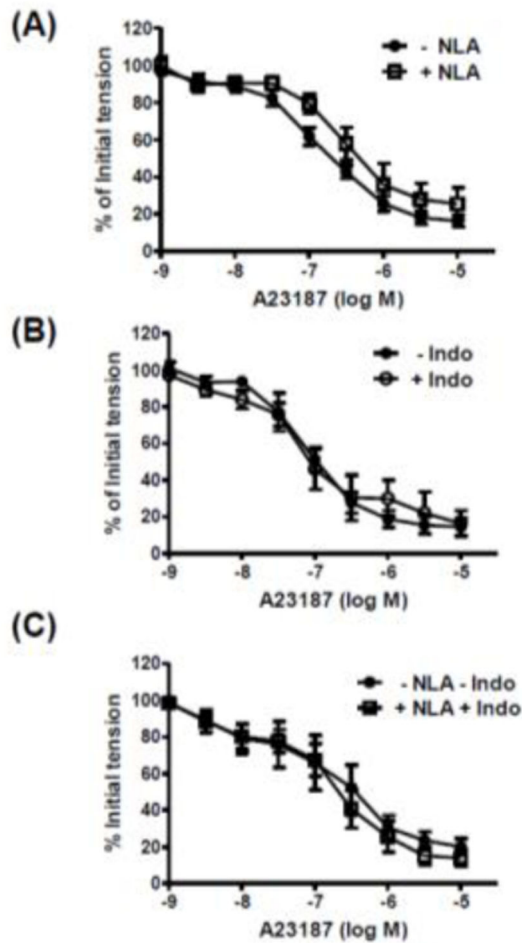 (A)
120
100
80
60
40
20
0
% of Initial tension
- NLA
+ NLA
-9 -8 -7 -6 -5
A23187 (log M)
(B)
120
100
80
60
40
20
0
% of Initial tension
- Indo
+ Indo
-9 -8 -7 -6 -5
A23187 (log M)
(C)
120
100
80
60
40
20
0
% Initial tension
- NLA - Indo
+ NLA + Indo
-9 -8 -7 -6 -5
A23187 (log M)